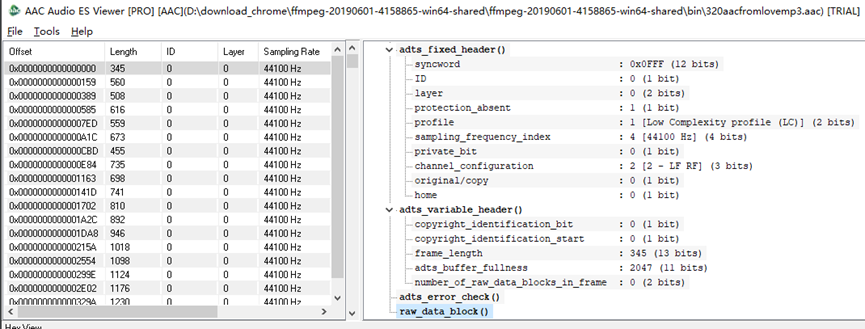 AAC Audio ES Viewer [PRO] [AAC](D:\download_chrome\ffmpeg-20190601-4158865-win64-shared\ffmpeg-20190601-4158865-win64-shared\bin\320aacfromlovemp3.aac) [TRIAL]
File Tools Help
Offset Length ID Layer Sampling Rate
0x0000000000000000 345 0 0 44100 Hz
0x0000000000000159 560 0 0 44100 Hz
0x0000000000000389 508 0 0 44100 Hz
0x0000000000000585 616 0 0 44100 Hz
0x00000000000007ED 559 0 0 44100 Hz
0x0000000000000A1C 673 0 0 44100 Hz
0x0000000000000CBD 455 0 0 44100 Hz
0x0000000000000E84 735 0 0 44100 Hz
0x0000000000001163 698 0 0 44100 Hz
0x000000000000141D 741 0 0 44100 Hz
0x0000000000001702 810 0 0 44100 Hz
0x0000000000001A2C 892 0 0 44100 Hz
0x0000000000001DA8 946 0 0 44100 Hz
0x000000000000215A 1018 0 0 44100 Hz
0x0000000000002554 1098 0 0 44100 Hz
0x000000000000299E 1124 0 0 44100 Hz
0x0000000000002E02 1176 0 0 44100 Hz
0x000000000000329A 1230 0 0 44100 Hz
adts_fixed_header()
syncword : 0x0FFF (12 bits)
ID : 0 (1 bit)
layer : 0 (2 bits)
protection_absent : 1 (1 bit)
profile : 1 [Low Complexity profile (LC)] (2 bits)
sampling_frequency_index : 4 [44100 Hz] (4 bits)
private_bit : 0 (1 bit)
channel_configuration : 2 [2 - LF RF] (3 bits)
original/copy : 0 (1 bit)
home : 0 (1 bit)
adts_variable_header()
copyright_identification_bit : 0 (1 bit)
copyright_identification_start : 0 (1 bit)
frame_length : 345 (13 bits)
adts_buffer_fullness : 2047 (11 bits)
number_of_raw_data_blocks_in_frame : 0 (2 bits)
adts_error_check()
raw_data_block()
Hex View